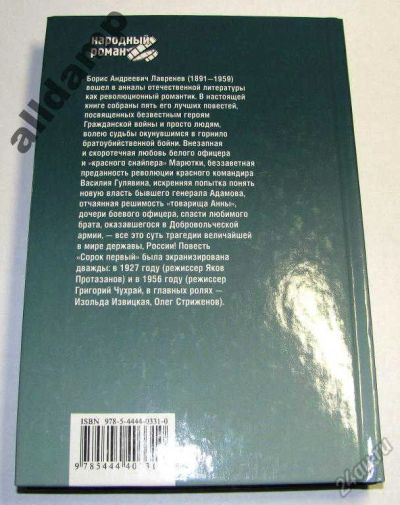 народный
роман
Борис Андреевич Лавренев (1891—1959)
вошел в анналы отечественной литературы
как революционный романтик. В настоящей
книге собраны пять его лучших повестей,
посвященных безвестным героям
Гражданской войны и просто людям,
волею судьбы окунувшимся в горнило
братоубийственной бойни. Внезапная
и скоротечная любовь белого офицера
и «красного снайпера» Марютки, беззаветная
преданность революции красного командира
Василия Гулявина, искренняя попытка понять
новую власть бывшего генерала Адамова,
отчаянная решимость «товарища Анны»,
дочери боевого офицера, спасти любимого
брата, оказавшегося в Добровольческой
армии, — все это суть трагедии величайшей
в мире державы, России! Повесть
«Сорок первый» была экранизирована
дважды: в 1927 году (режиссер Яков
Протазанов) и в 1956 году (режиссер
Григорий Чухрай, в главных ролях —
Изольда Извицкая, Олег Стриженов).
ISBN 978-5-4444-0331-0
alldamp
24au.ru